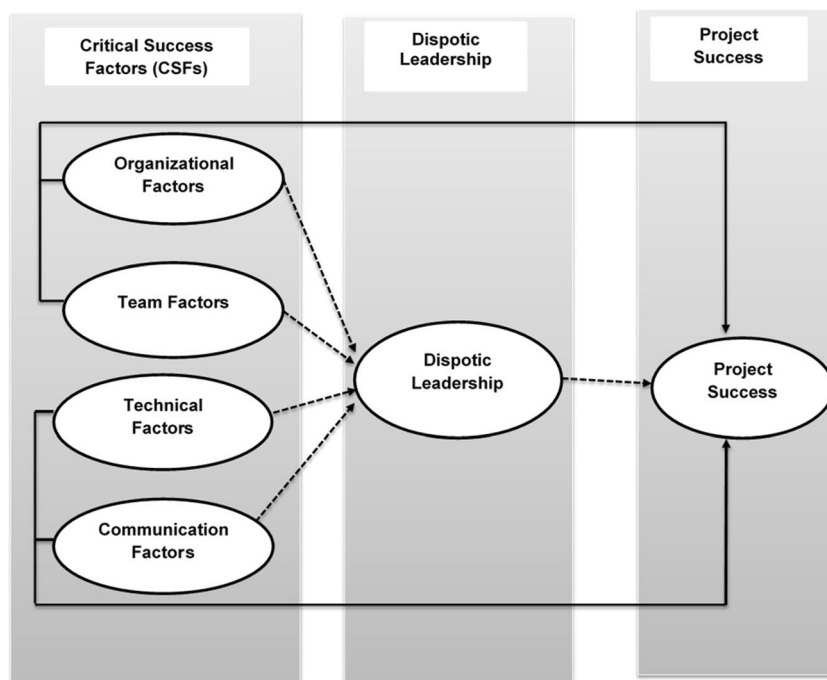 Critical Success
Factors (CSFs)
Dispotic
Leadership
Project
Success
Organizational
Factors
Team Factors
Technical
Factors
Communication
Factors
Dispotic
Leadership
Project
Success